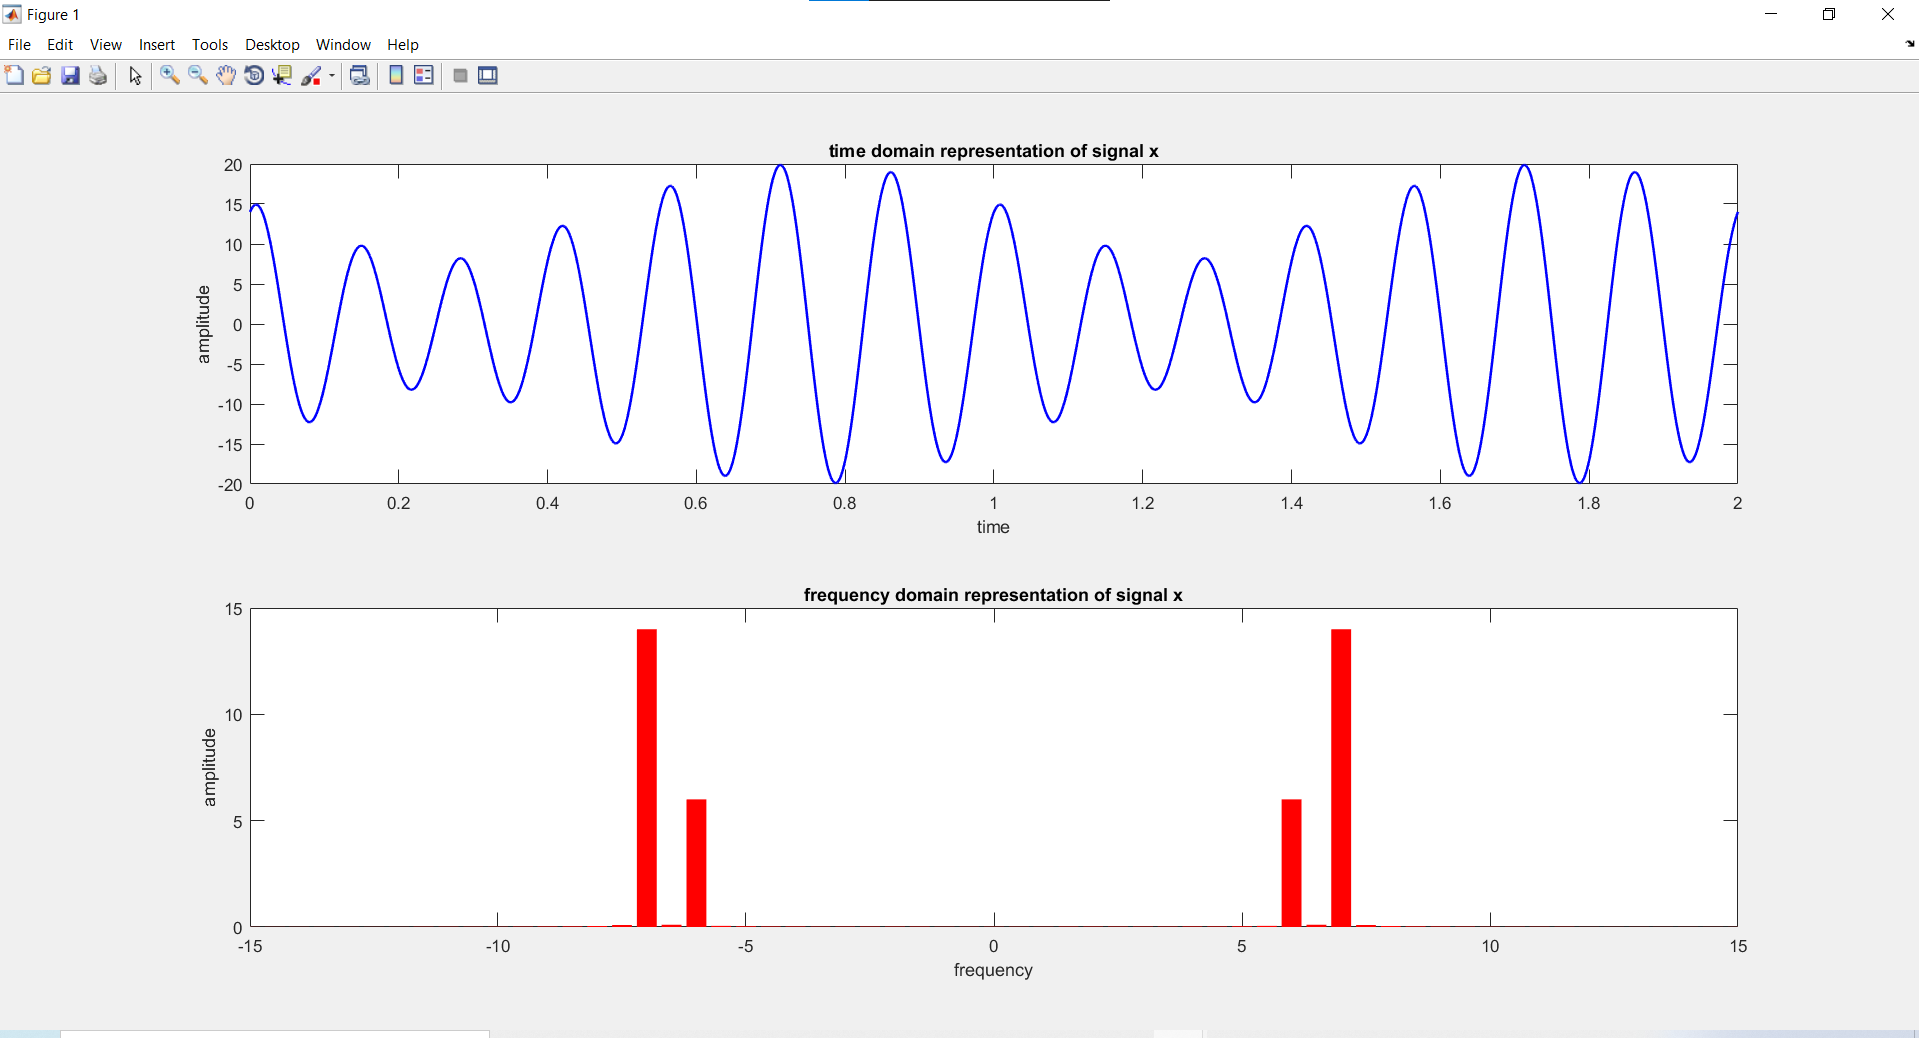 Figure 1
File Edit View Insert Tools Desktop Window Help
time domain representation of signal x
20
15
10
5
0
-5
-10
-15
-20
amplitude
0 0.2 0.4 0.6 0.8 1 1.2 1.4 1.6 1.8 2
time
frequency domain representation of signal x
15
10
5
0
amplitude
-15 -10 -5 0 5 10 15
frequency